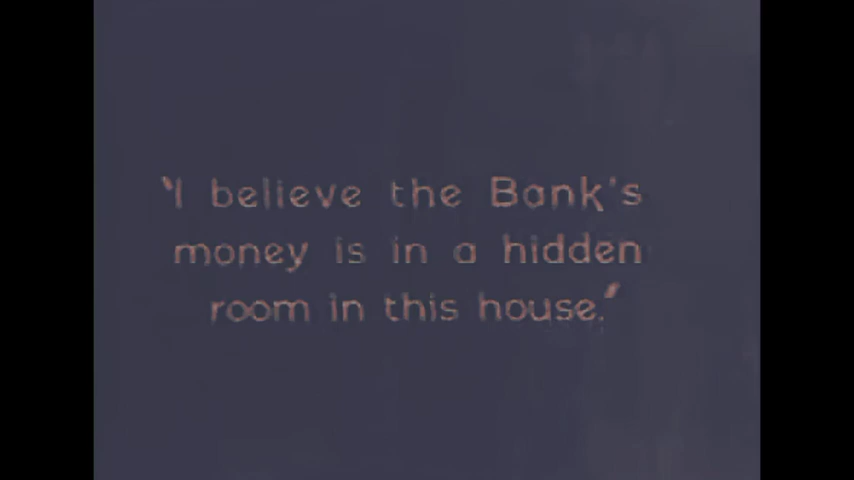 "I believe the Bank's
money is in a hidden
room in this house."